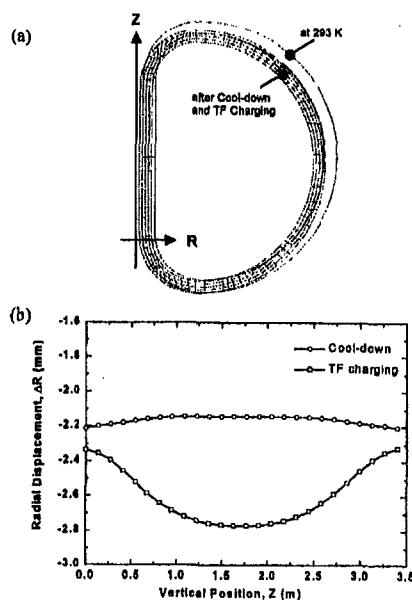 (a)
Z
at 293 K
after Cool-down
and TF Charging
R
(b)
-1.6
-1.8
-2.0
-2.2
-2.4
-2.6
-2.8
-3.0
Radial Displacement, ΔR (mm)
Cool-down
TF charging
0.0 0.5 1.0 1.5 2.0 2.5 3.0 3.5
Vertical Position, Z (m)